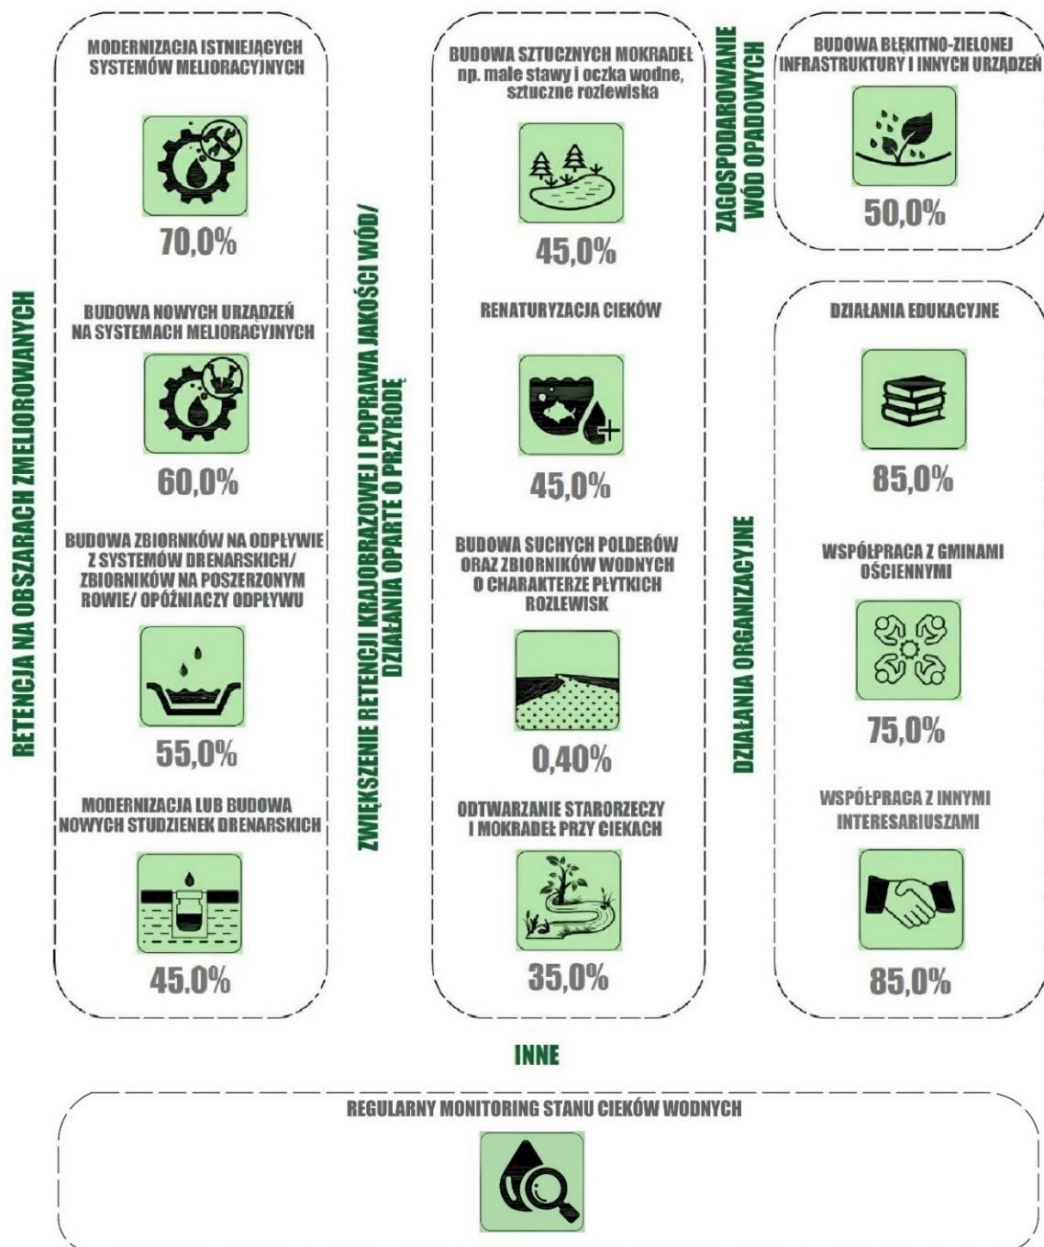 RETENCJA NA OBSZARACH ZMELIOROWANYCH
MODERNIZACJA ISTNIEJĄCYCH
SYSTEMÓW MELIORACYJNYCH
70,0%
BUDOWA NOWYCH URZĄDZEŃ
NA SYSTEMACH MELIORACYJNYCH
60,0%
BUDOWA ZBIORNKÓW NA ODPŁYWIE
Z SYSTEMÓW DRENARSKICH/
ZBIORNIKÓW NA POSZERZONYM
ROWIE/ OPÓŹNIACZY ODPŁYWU
55,0%
MODERNIZACJA LUB BUDOWA
NOWYCH STUDZIENEK DRENARSKICH
45.0%
ZWIĘKSZENIE RETENCJI KRAJOBRAZOWEJ I POPRAWA JAKOŚCI WÓD/
DZIAŁANIA OPARTE O PRZYRODĘ
BUDOWA SZTUCZNYCH MOKRADEŁ
np. małe stawy i oczka wodne,
sztuczne rozlewiska
45,0%
RENATURYZACJA CIEKÓW
45,0%
BUDOWA SUCHYCH POLDERÓW
ORAZ ZBIORNIKÓW WODNYCH
O CHARAKTERZE PŁYTKICH
ROZLEWISK
0,40%
ODTWARZANIE STARORZECZY
I MOKRADEŁ PRZY CIEKACH
35,0%
ZAGOSPODAROWANIE
WÓD OPADOWYCH
BUDOWA BŁĘKITNO-ZIELONEJ
INFRASTRUKTURY I INNYCH URZĄDZEŃ
50,0%
DZIAŁANIA ORGANIZACYJNE
DZIAŁANIA EDUKACYJNE
85,0%
WSPÓŁPRACA Z GMINAMI
OŚCIENNYMI
75,0%
WSPÓŁPRACA Z INNYMI
INTERESARIUSZAMI
85,0%
INNE
REGULARNY MONITORING STANU CIEKÓW WODNYCH